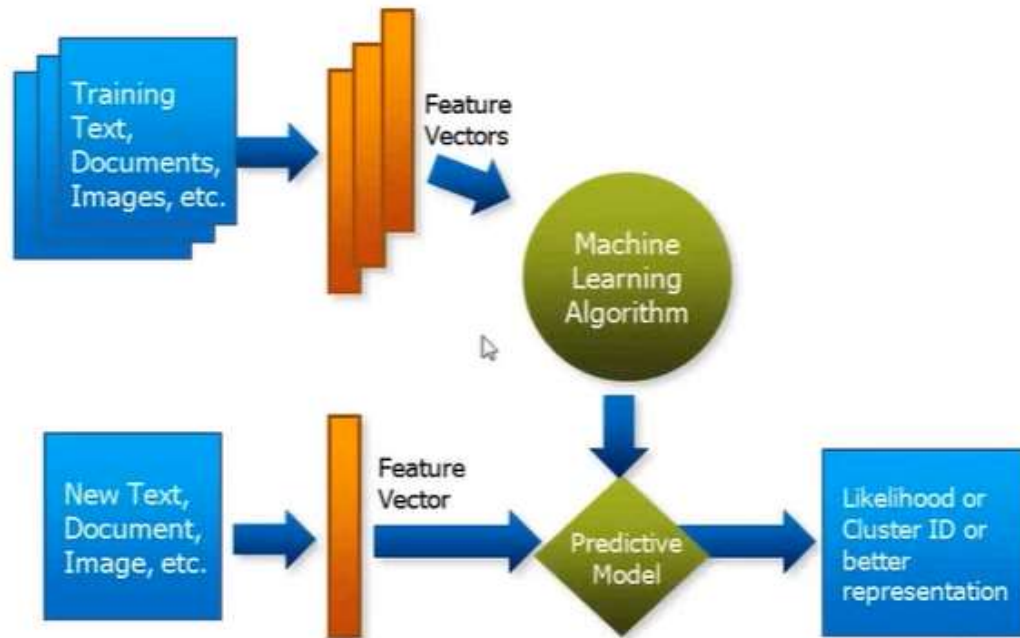 Training
Text,
Documents,
Images, etc.
Feature
Vectors
Machine
Learning
Algorithm
New Text,
Document,
Image, etc.
Feature
Vector
Predictive
Model
Likelihood or
Cluster ID or
better
representation